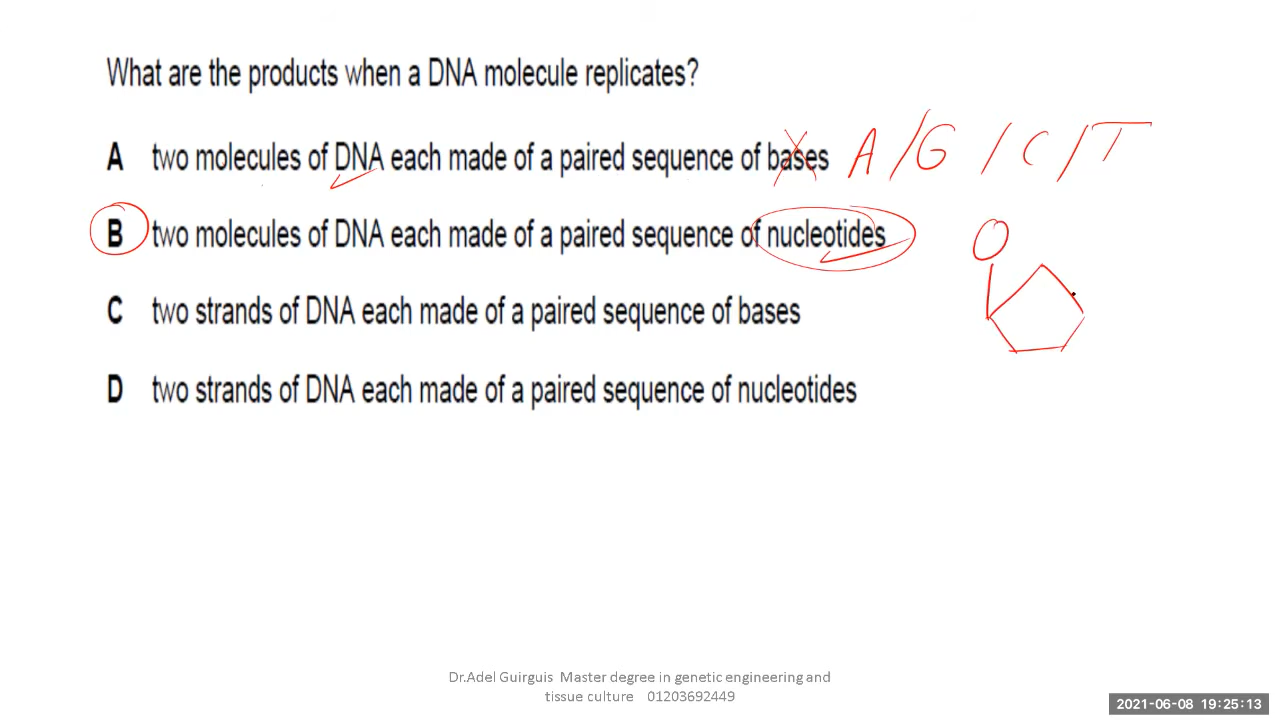 What are the products when a DNA molecule replicates?
A two molecules of DNA each made of a paired sequence of bases A/G/C/T
B two molecules of DNA each made of a paired sequence of nucleotides
C two strands of DNA each made of a paired sequence of bases
D two strands of DNA each made of a paired sequence of nucleotides
Dr.Adel Guirguis Master degree in genetic engineering and
tissue culture 01203692449
2021-06-08 19:25:13